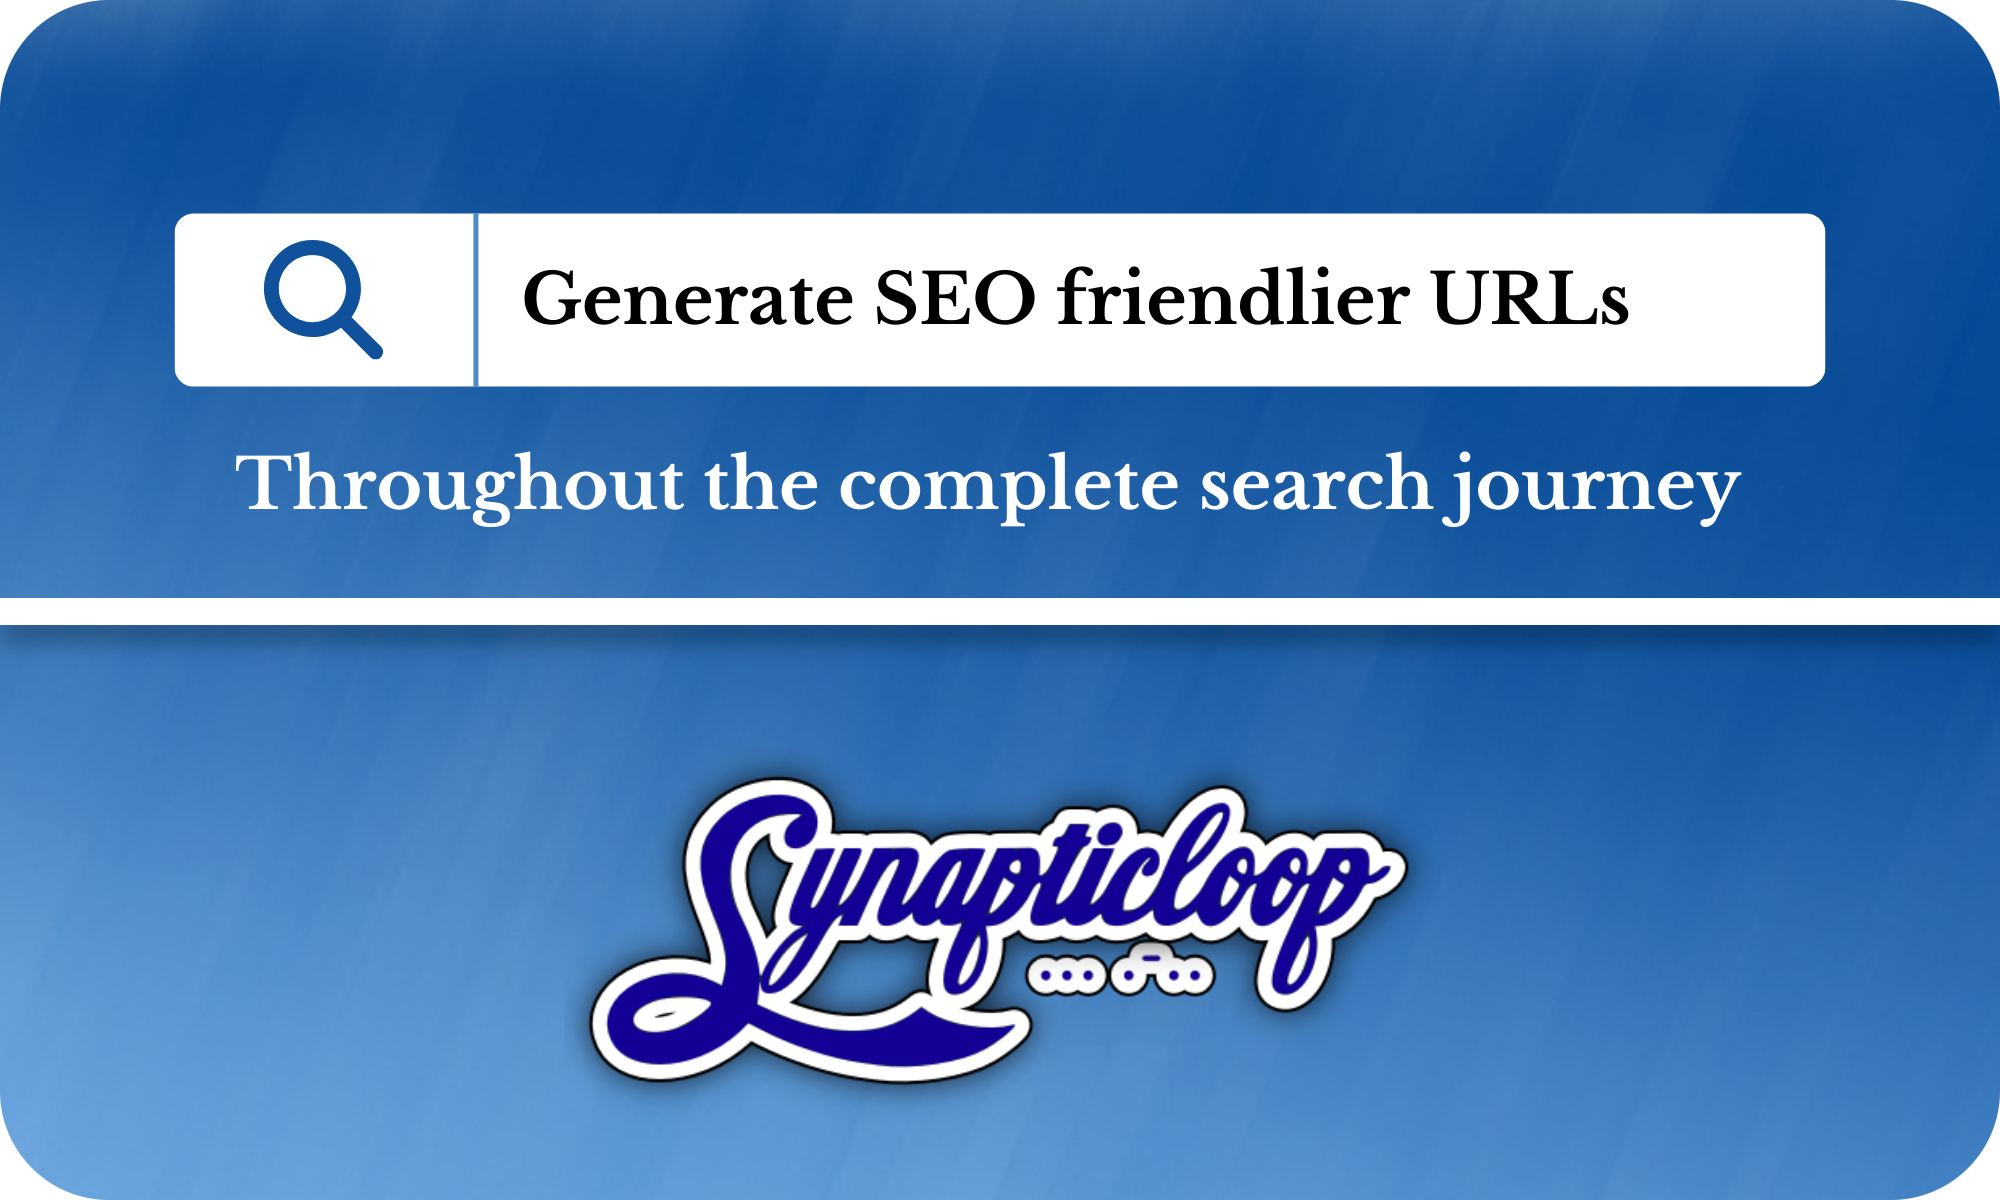 Generate SEO friendlier URLs
Throughout the complete search journey
Synapticloop